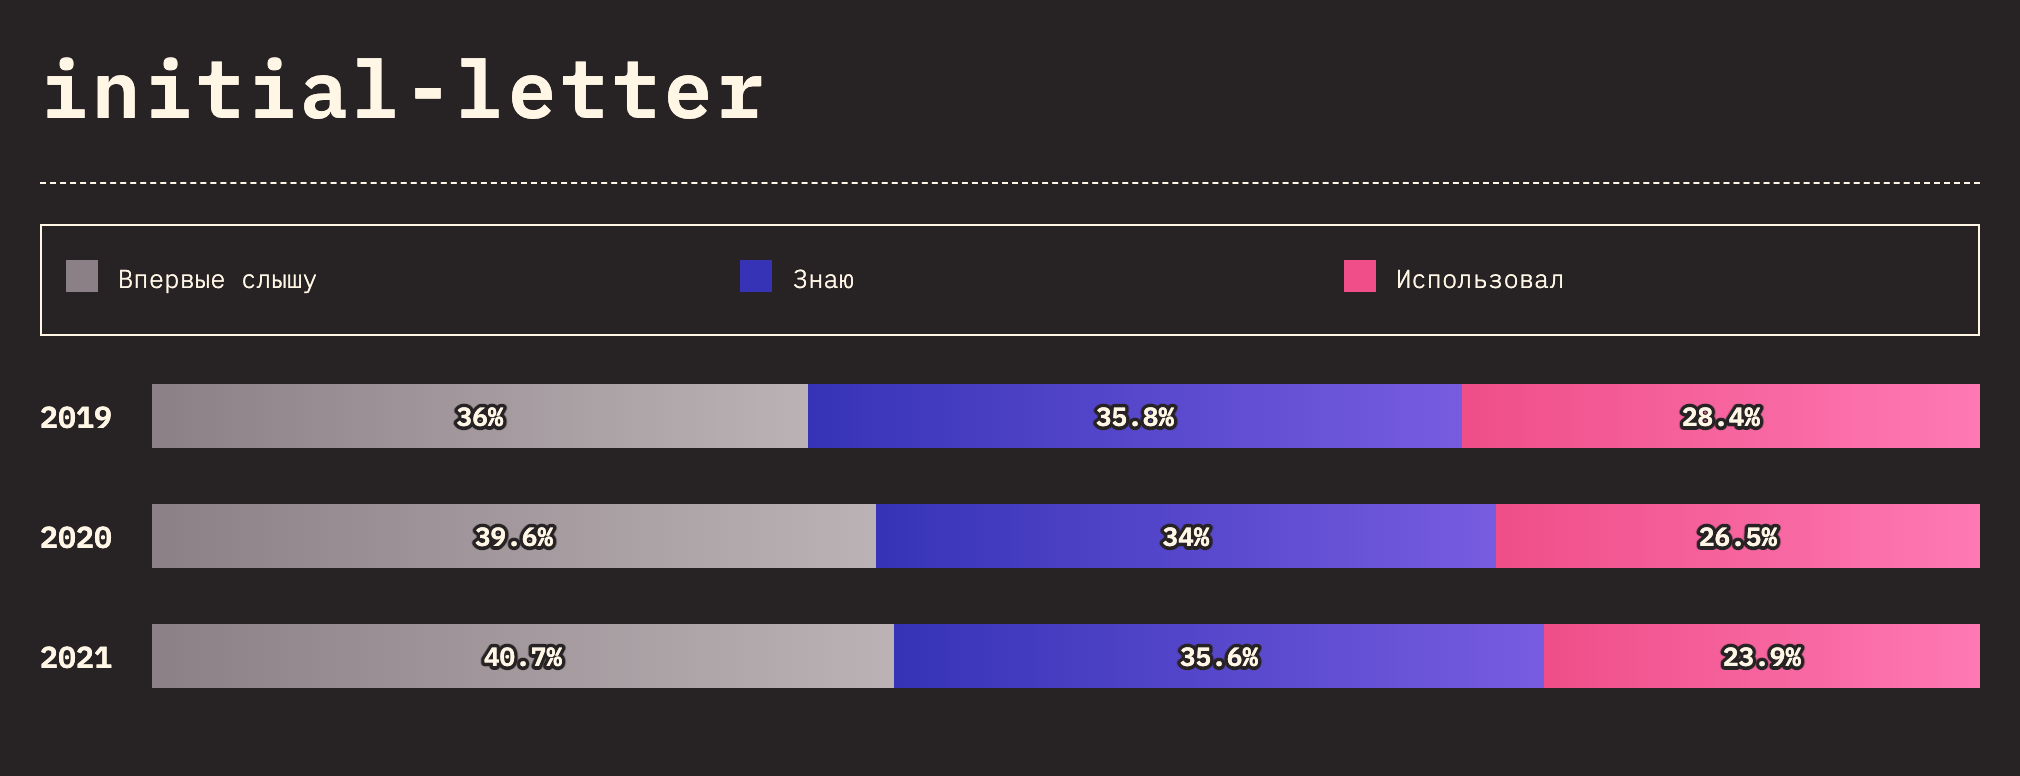 initial-letter
Впервые слышу Знаю Использовал
2019 36% 35.8% 28.4%
2020 39.6% 34% 26.5%
2021 40.7% 35.6% 23.9%